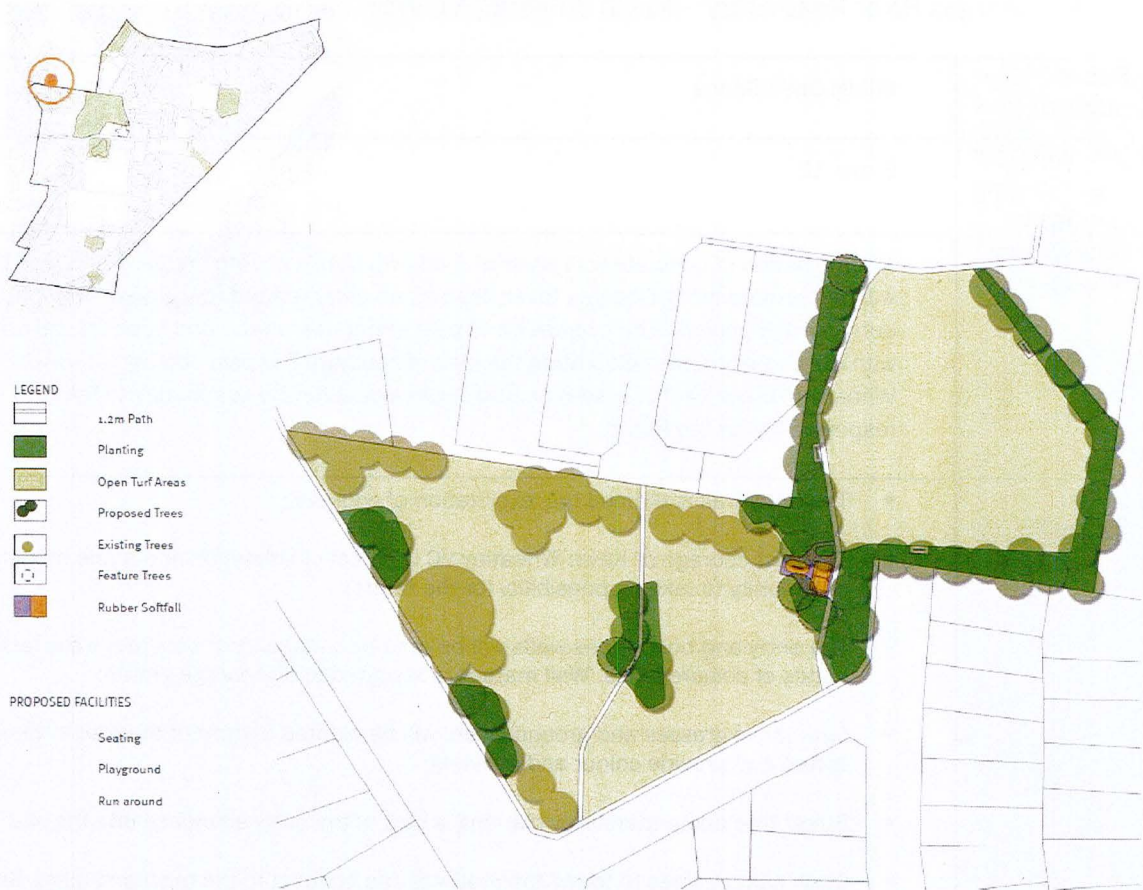 LEGEND
1.2m Path
Planting
Open Turf Areas
Proposed Trees
Existing Trees
Feature Trees
Rubber Softfall
PROPOSED FACILITIES
Seating
Playground
Run around